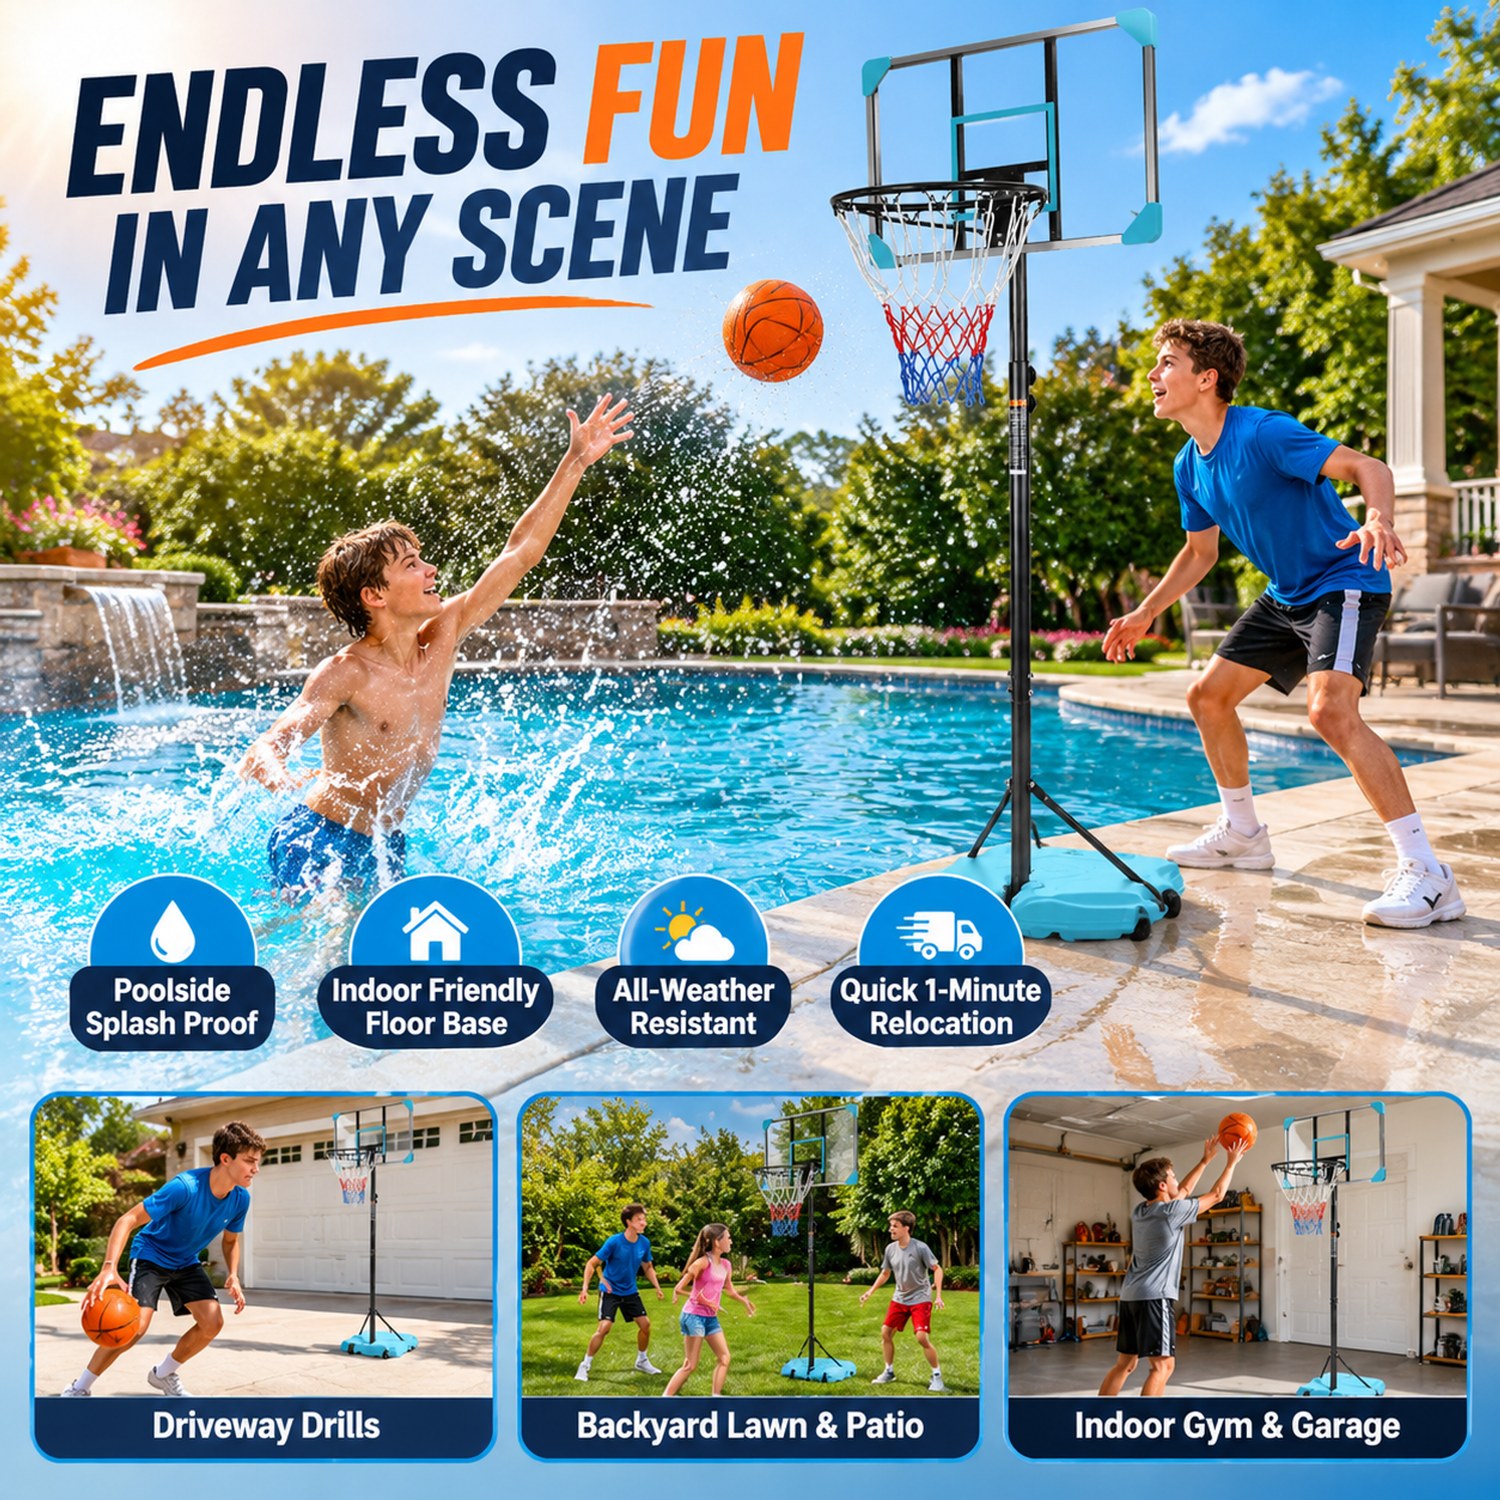 ENDLESS FUN
IN ANY SCENE
Poolside
Splash Proof
Indoor Friendly
Floor Base
All-Weather
Resistant
Quick 1-Minute
Relocation
Driveway Drills
Backyard Lawn & Patio
Indoor Gym & Garage